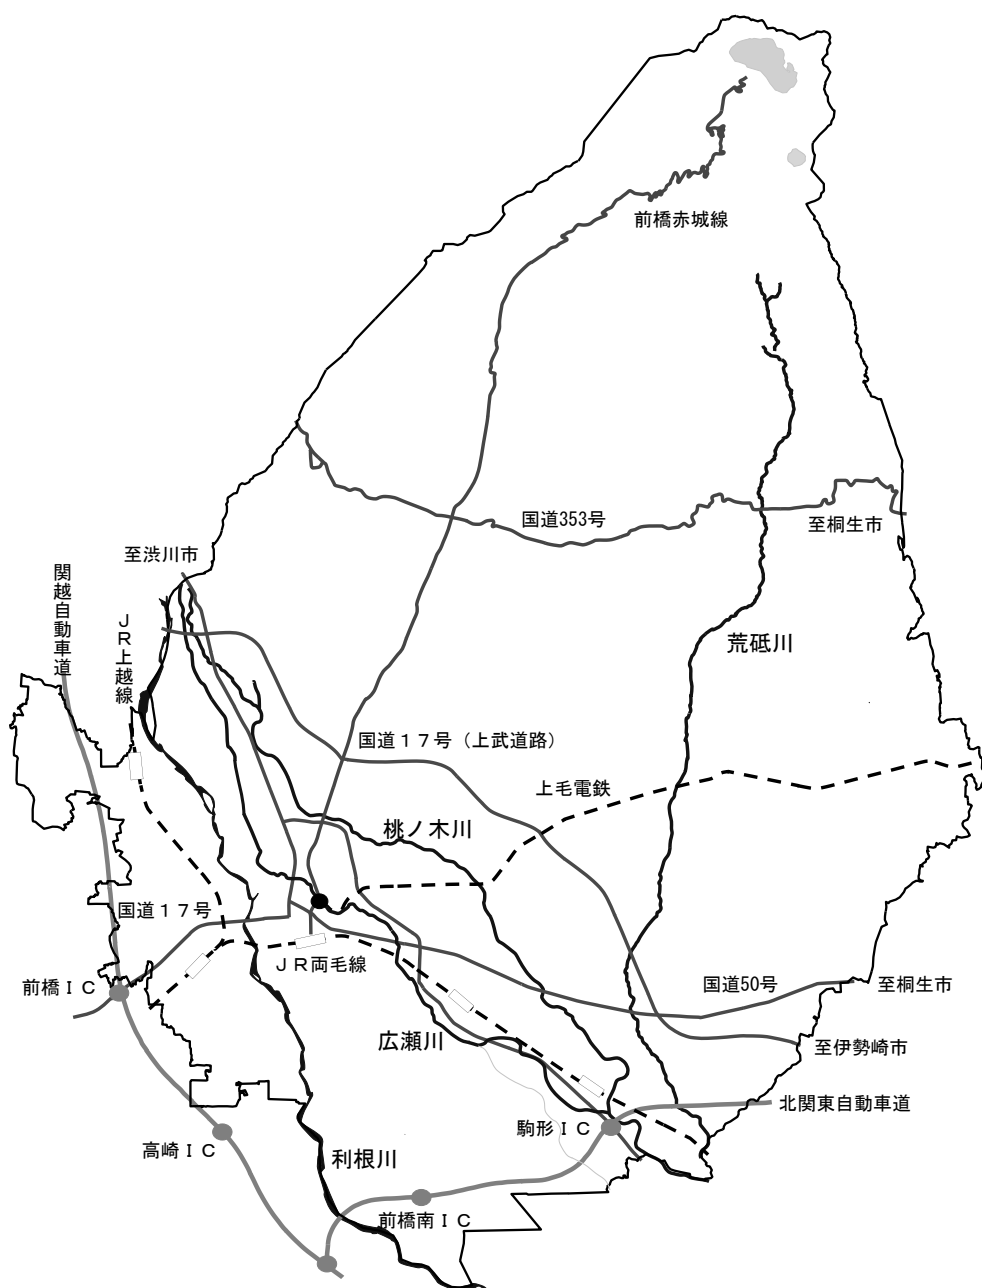 前橋赤城線
国道353号
至桐生市
至渋川市
関越自動車道
ＪＲ上越線
荒砥川
国道１７号（上武道路）
上毛電鉄
桃ノ木川
国道１７号
ＪＲ両毛線
前橋ＩＣ
国道50号
至桐生市
広瀬川
至伊勢崎市
北関東自動車道
駒形ＩＣ
高崎ＩＣ
利根川
前橋南ＩＣ